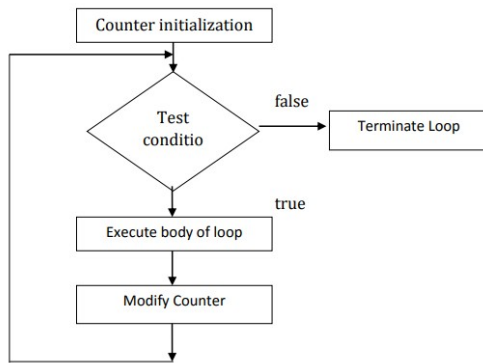 Counter initialization
Test
conditio
false
Terminate Loop
true
Execute body of loop
Modify Counter